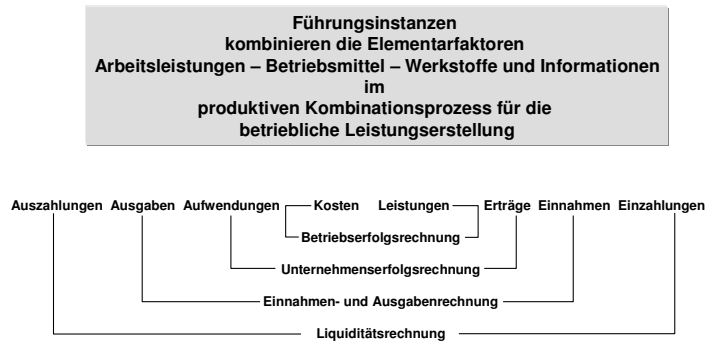 Führungsinstanzen
kombinieren die Elementarfaktoren
Arbeitsleistungen – Betriebsmittel – Werkstoffe und Informationen
im
produktiven Kombinationsprozess für die
betriebliche Leistungserstellung
Auszahlungen Ausgaben Aufwendungen Kosten Leistungen Erträge Einnahmen Einzahlungen
Betriebserfolgsrechnung
Unternehmenserfolgsrechnung
Einnahmen- und Ausgabenrechnung
Liquiditätsrechnung